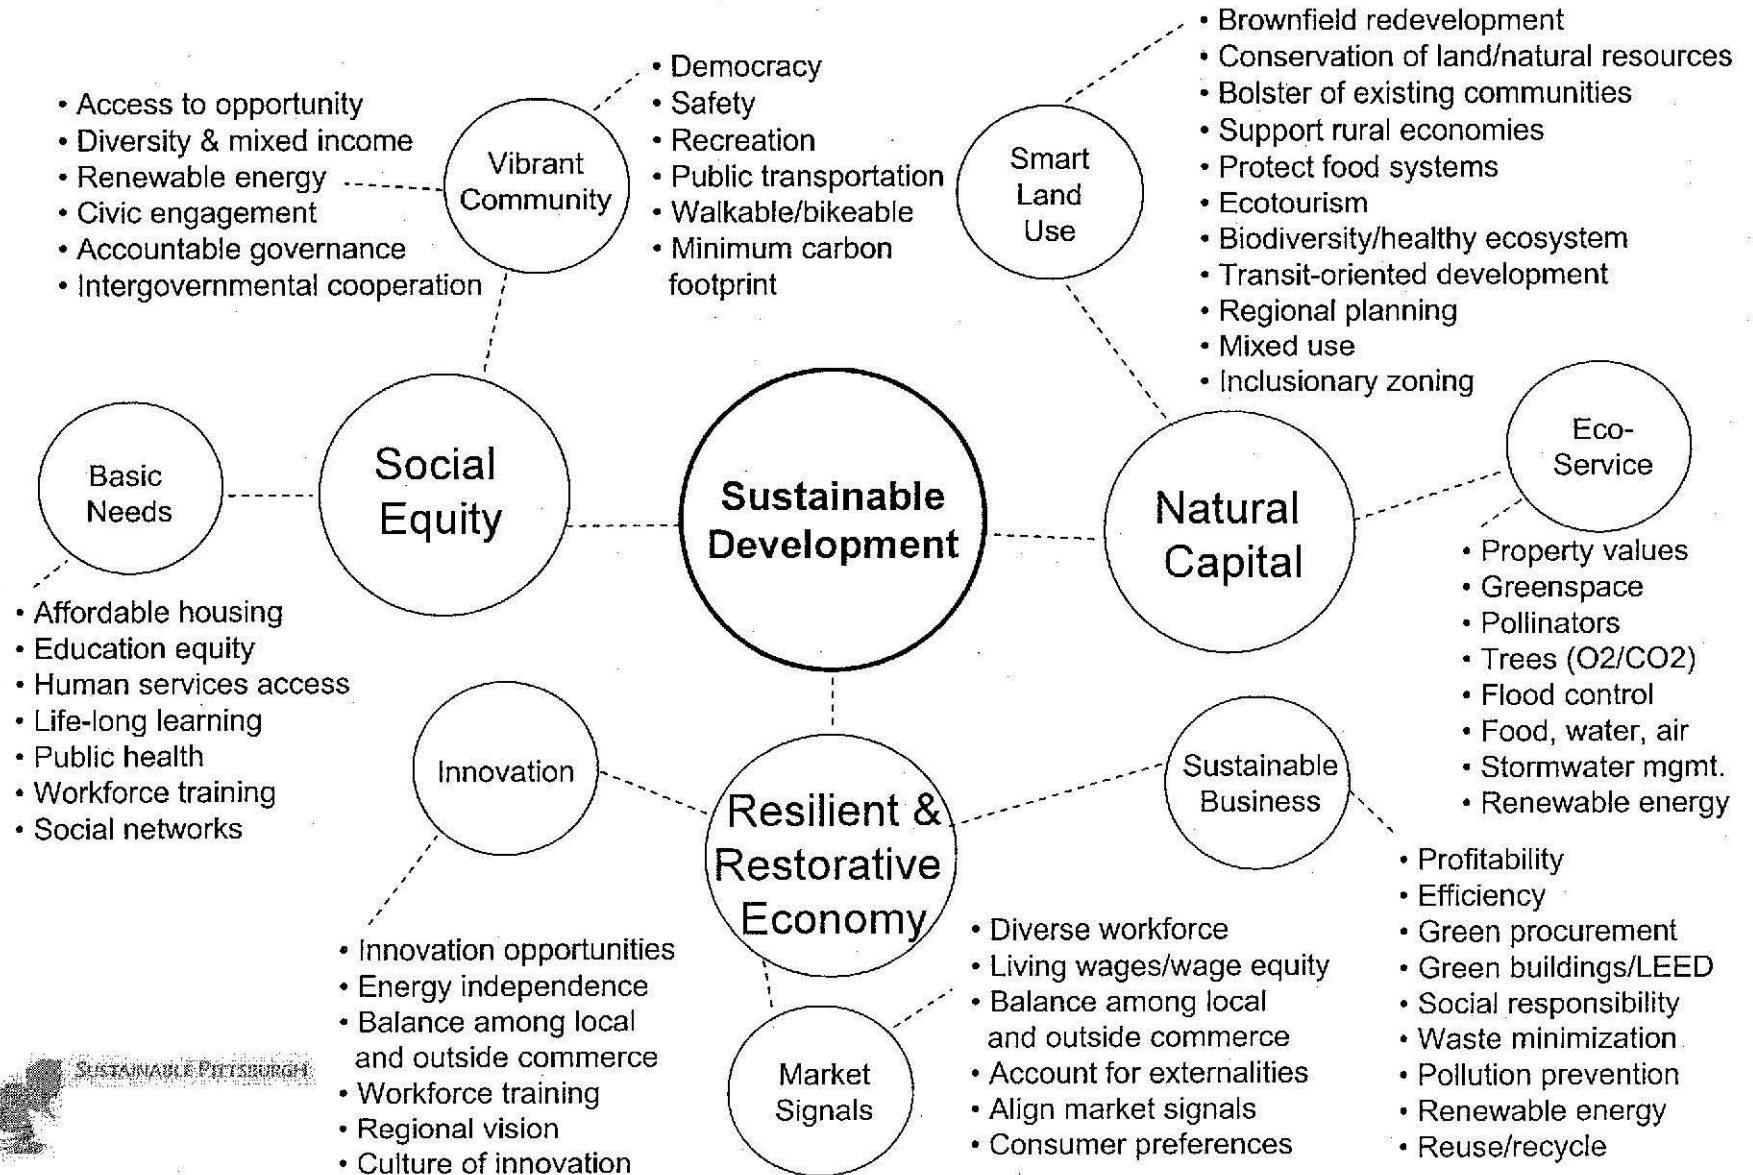 • Access to opportunity
• Diversity & mixed income
• Renewable energy
• Civic engagement
• Accountable governance
• Intergovernmental cooperation
Vibrant
Community
• Democracy
• Safety
• Recreation
• Public transportation
• Walkable/bikeable
• Minimum carbon
footprint
Smart
Land
Use
• Brownfield redevelopment
• Conservation of land/natural resources
• Bolster of existing communities
• Support rural economies
• Protect food systems
• Ecotourism
• Biodiversity/healthy ecosystem
• Transit-oriented development
• Regional planning
• Mixed use
• Inclusionary zoning
Basic
Needs
Social
Equity
Sustainable
Development
Natural
Capital
Eco-
Service
• Affordable housing
• Education equity
• Human services access
• Life-long learning
• Public health
• Workforce training
• Social networks
• Property values
• Greenspace
• Pollinators
• Trees (O2/CO2)
• Flood control
• Food, water, air
• Stormwater mgmt.
• Renewable energy
Innovation
Resilient &
Restorative
Economy
Sustainable
Business
• Innovation opportunities
• Energy independence
• Balance among local
and outside commerce
• Workforce training
• Regional vision
• Culture of innovation
Market
Signals
• Diverse workforce
• Living wages/wage equity
• Balance among local
and outside commerce
• Account for externalities
• Align market signals
• Consumer preferences
• Profitability
• Efficiency
• Green procurement
• Green buildings/LEED
• Social responsibility
• Waste minimization
• Pollution prevention
• Renewable energy
• Reuse/recycle
SUSTAINABLE PITTSBURGH